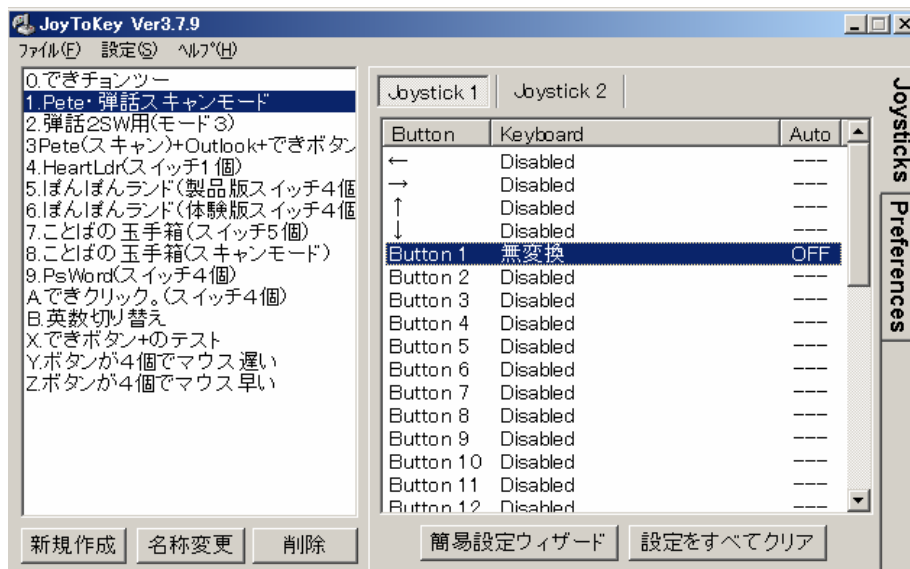 JoyToKey Ver3.7.9
ﾌｧｲﾙ(F) 設定(S) ﾍﾙﾌﾟ(H)
0.できチョンツー
1.Pete・弾話スキャンモード
2.弾話2SW用(モード3)
3Pete(スキャン)+Outlook+できボタン
4.HeartLdr(スイッチ1個)
5.ぽんぽんランド(製品版スイッチ4個
6.ぽんぽんランド(体験版スイッチ4個
7.ことばの玉手箱(スイッチ5個)
8.ことばの玉手箱(スキャンモード)
9.PsWord(スイッチ4個)
A.できクリック。(スイッチ4個)
B.英数切り替え
X.できボタン+のテスト
Y.ボタンが4個でマウス遅い
Z.ボタンが4個でマウス早い
新規作成 名称変更 削除
Joystick 1 Joystick 2
Button Keyboard Auto
← Disabled ---
→ Disabled ---
↑ Disabled ---
↓ Disabled ---
Button 1 無変換 OFF
Button 2 Disabled ---
Button 3 Disabled ---
Button 4 Disabled ---
Button 5 Disabled ---
Button 6 Disabled ---
Button 7 Disabled ---
Button 8 Disabled ---
Button 9 Disabled ---
Button 10 Disabled ---
Button 11 Disabled ---
Button 12 Disabled ---
簡易設定ウィザード 設定をすべてクリア
Joysticks
Preferences